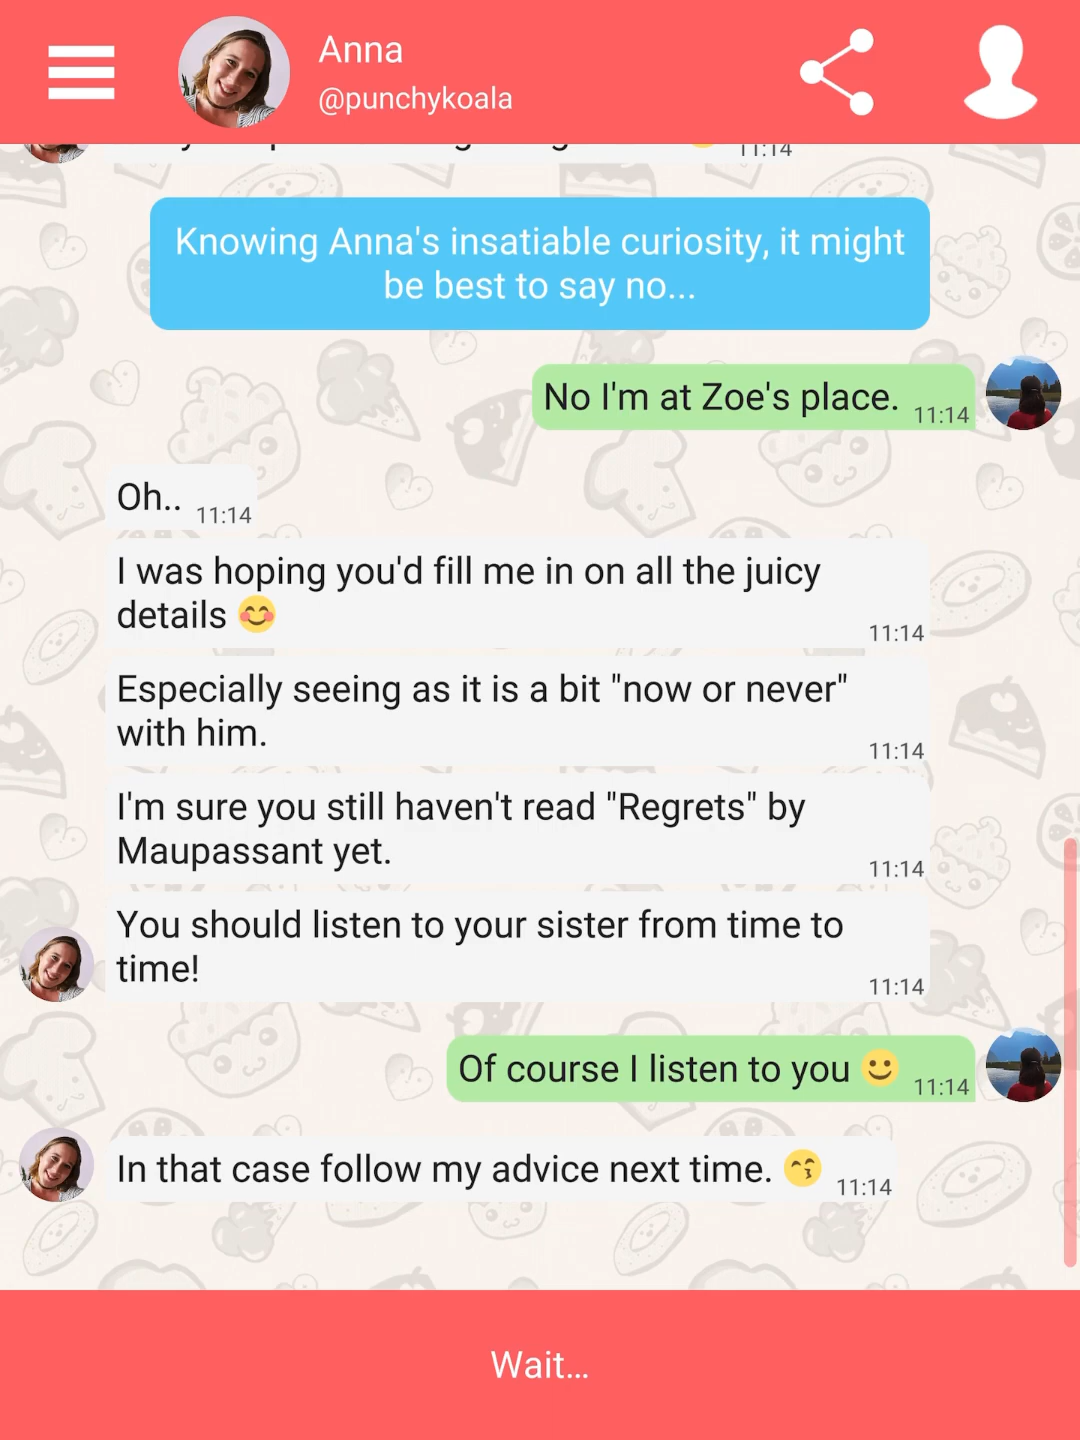 Anna
@punchykoala
11:14
Knowing Anna's insatiable curiosity, it might
be best to say no...
No I'm at Zoe's place. 11:14
Oh.. 11:14
I was hoping you'd fill me in on all the juicy
details 😊
11:14
Especially seeing as it is a bit "now or never"
with him.
11:14
I'm sure you still haven't read "Regrets" by
Maupassant yet.
11:14
You should listen to your sister from time to
time!
11:14
Of course I listen to you 🙂 11:14
In that case follow my advice next time. 😙 11:14
Wait...